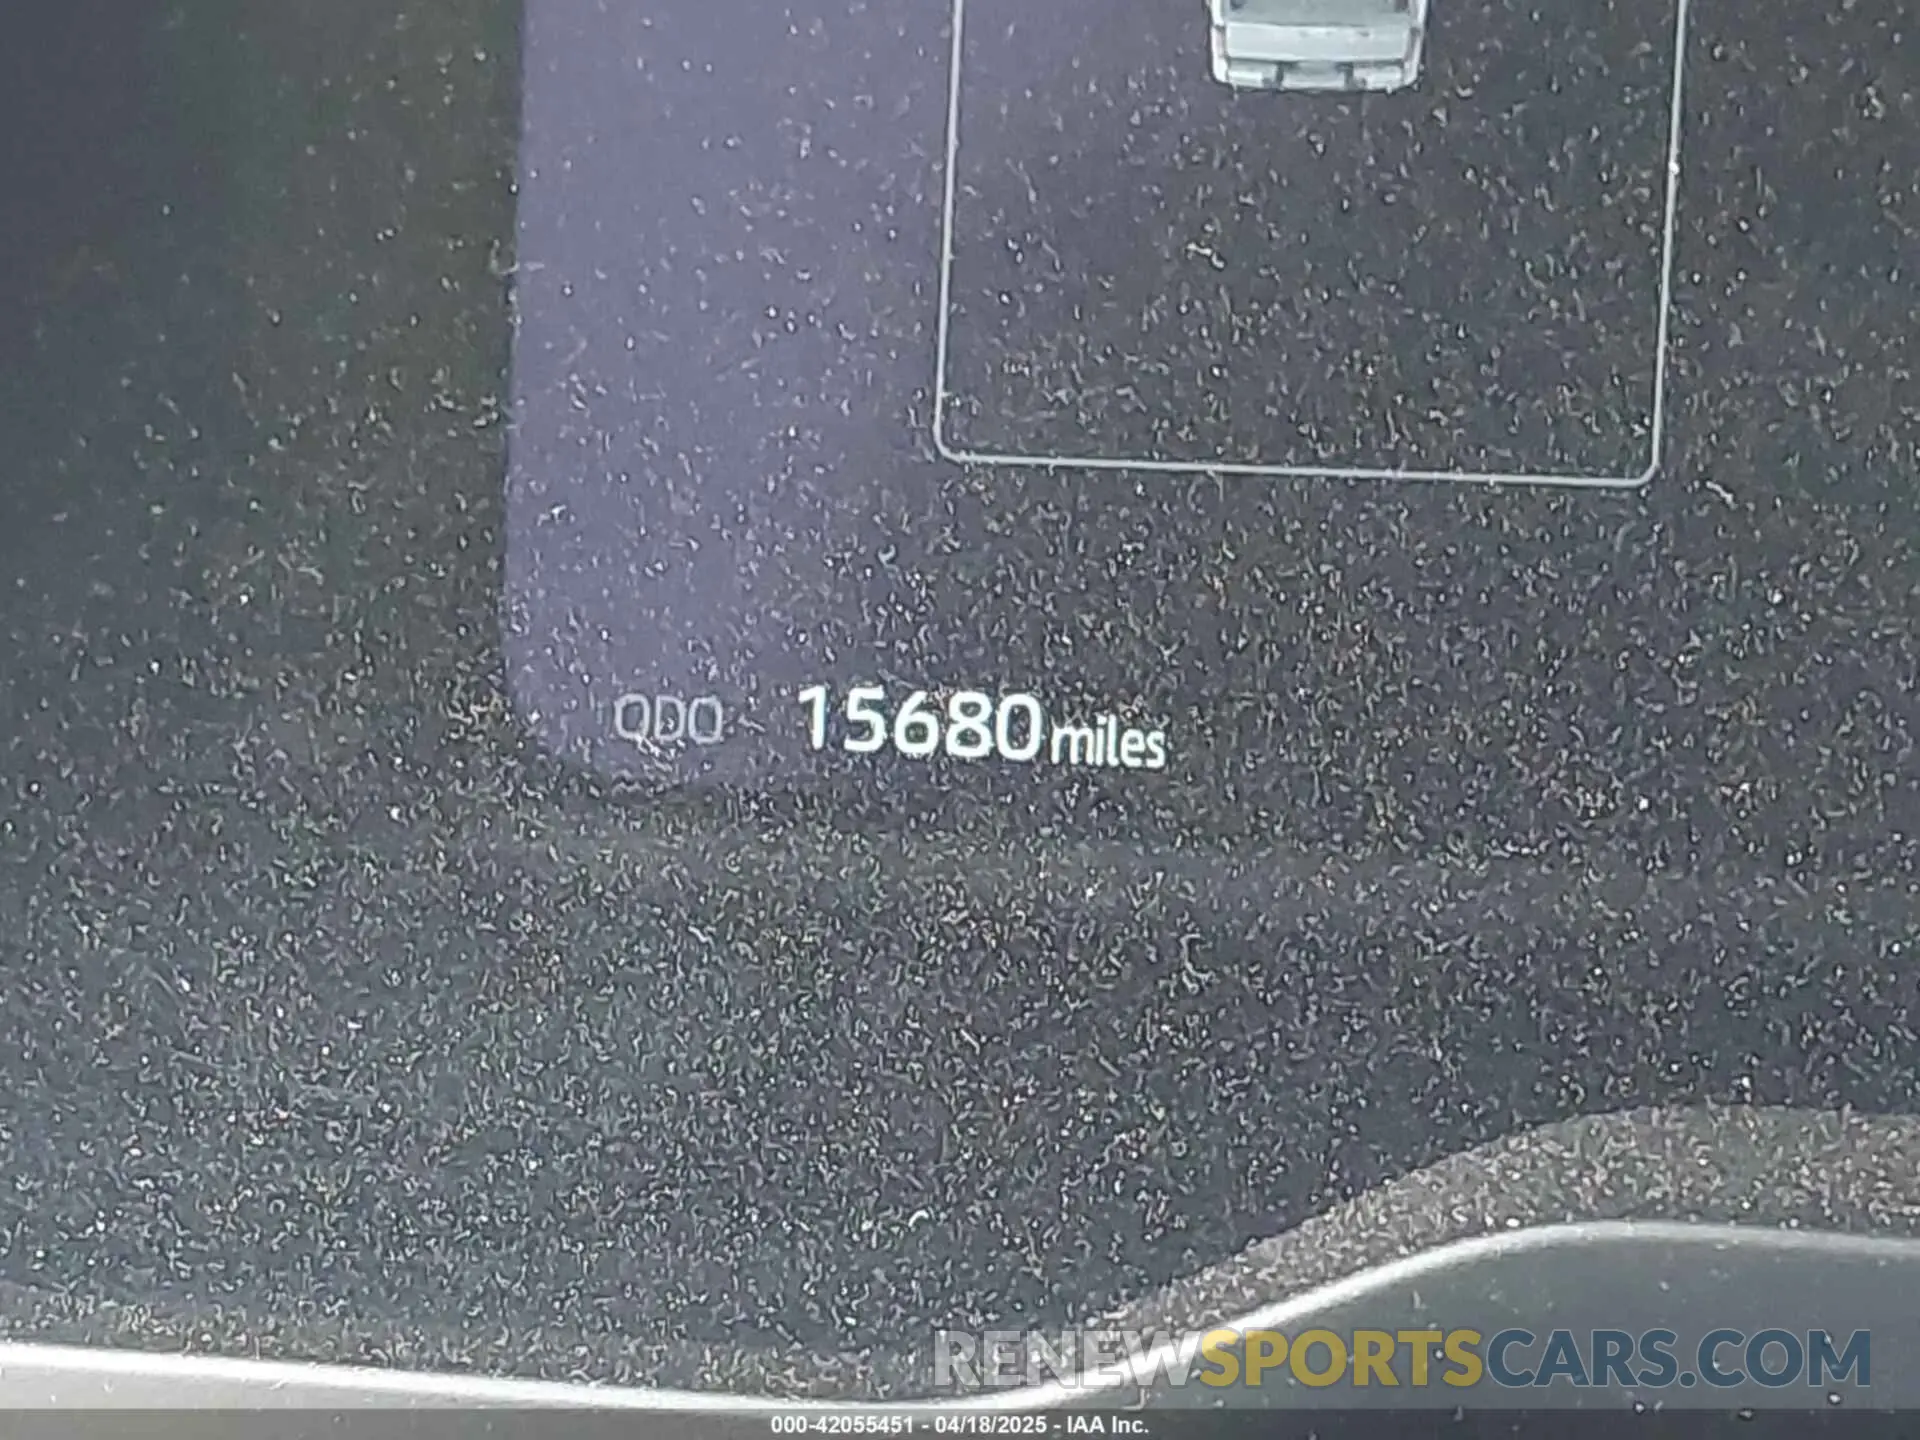 ODO 15680 miles
RENEWSPORTSCARS.COM
000-42055451 - 04/18/2025 - IAA Inc.